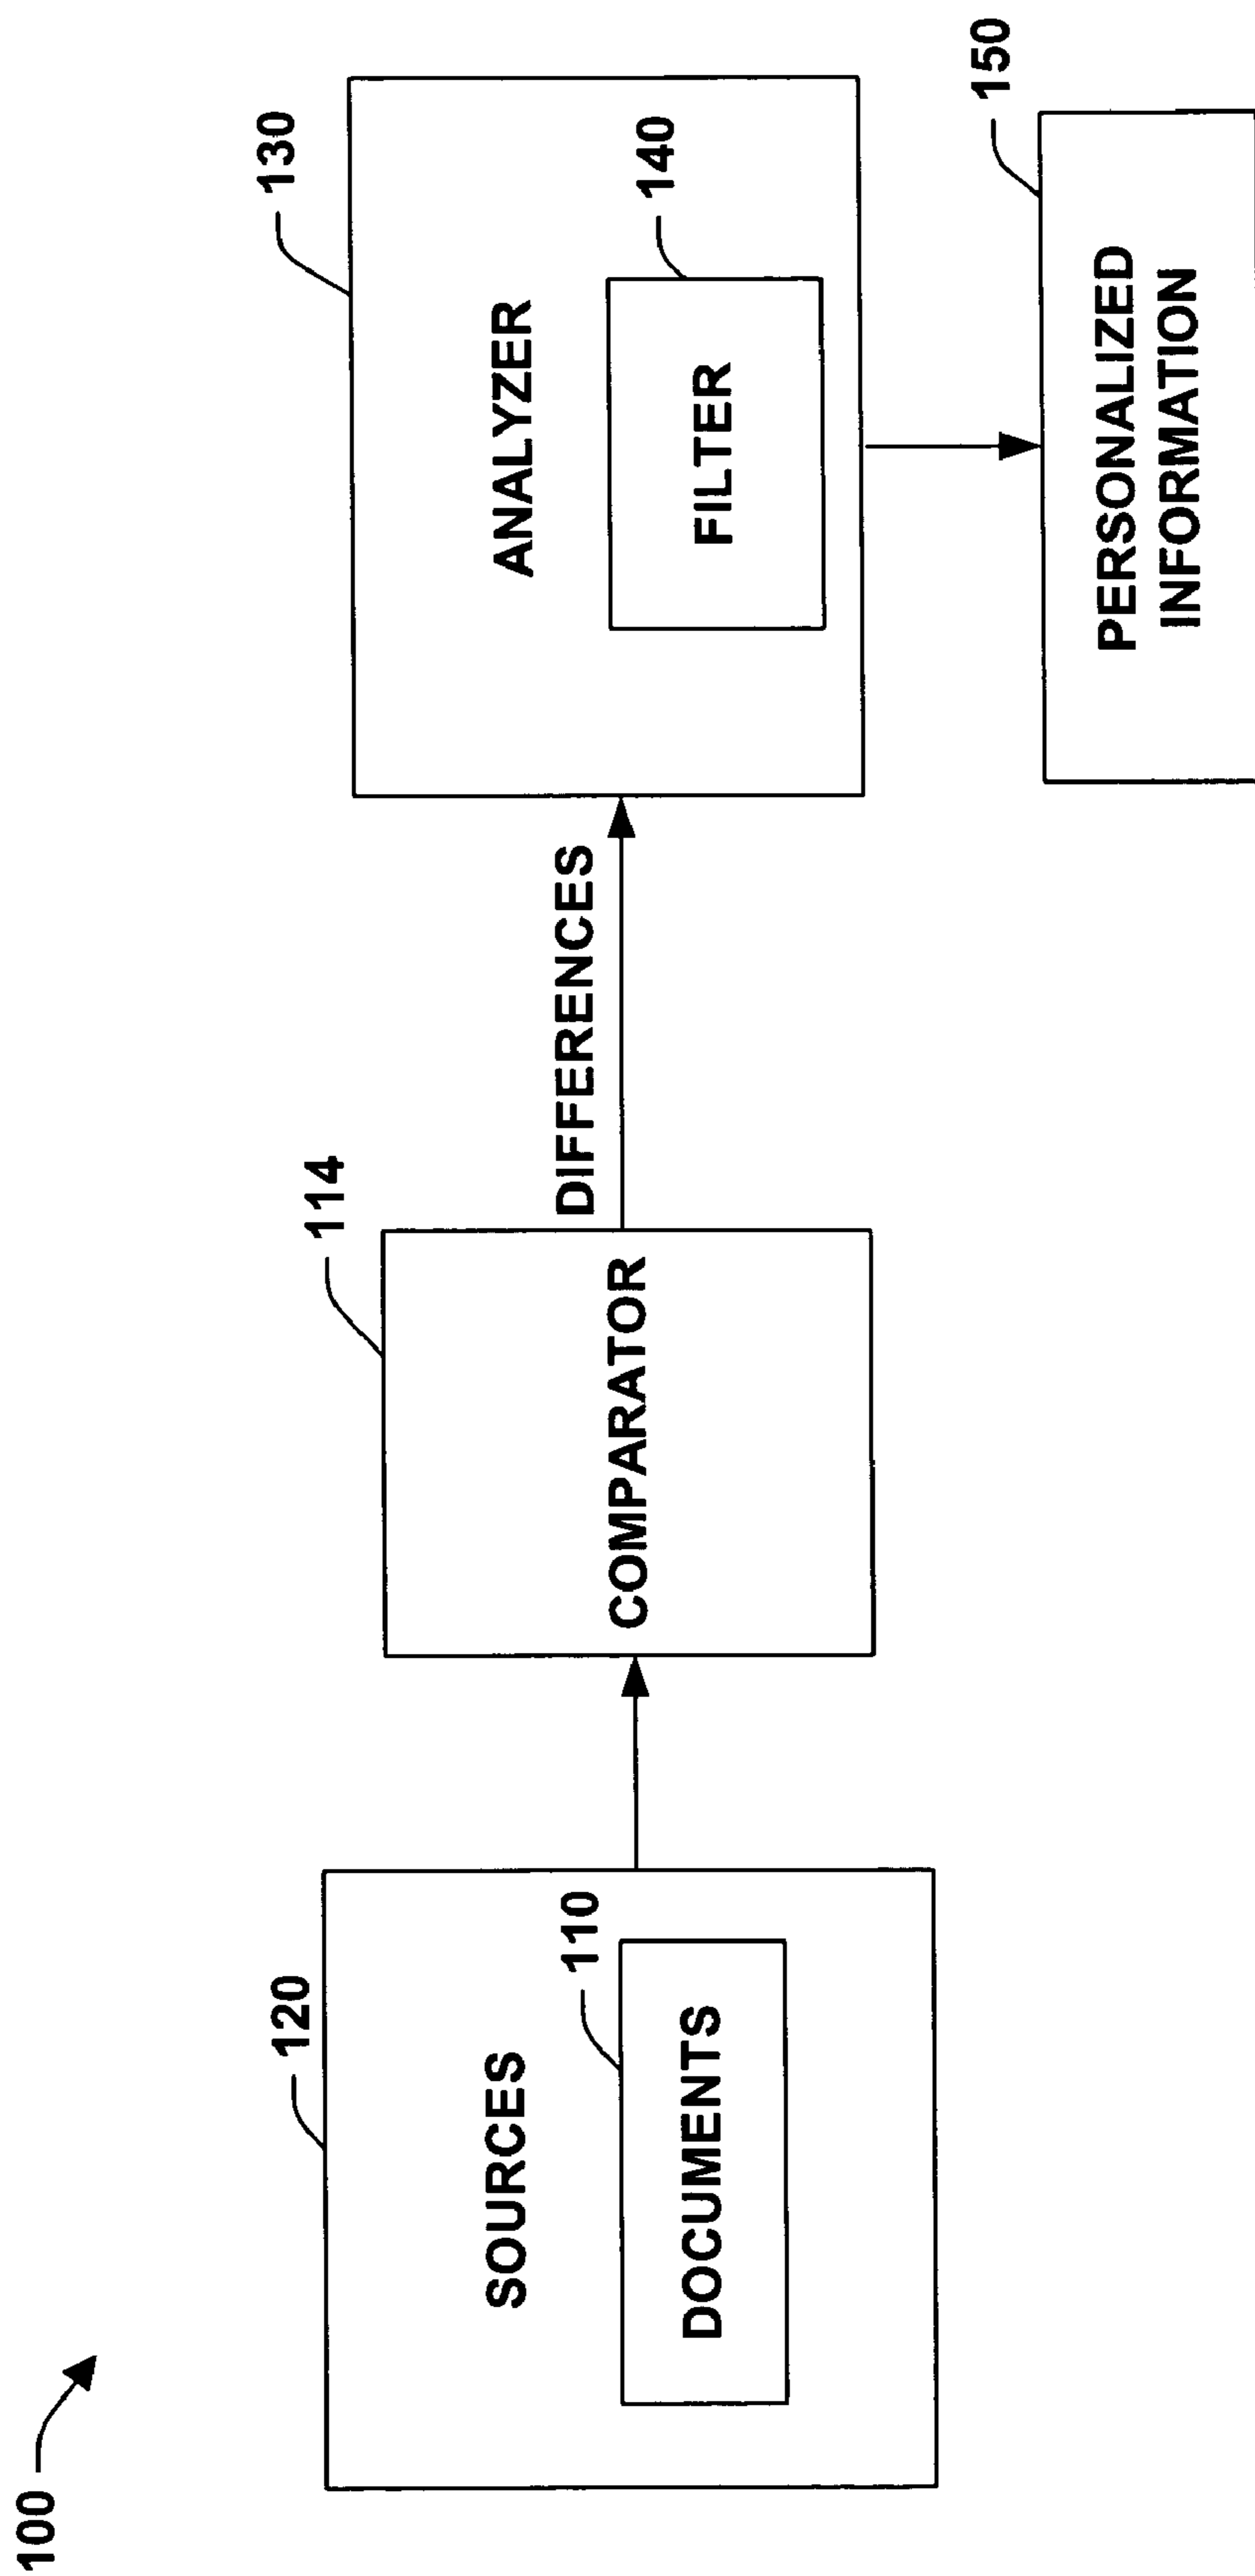 100
120
SOURCES
110
DOCUMENTS
114
COMPARATOR
DIFFERENCES
130
ANALYZER
140
FILTER
150
PERSONALIZED
INFORMATION